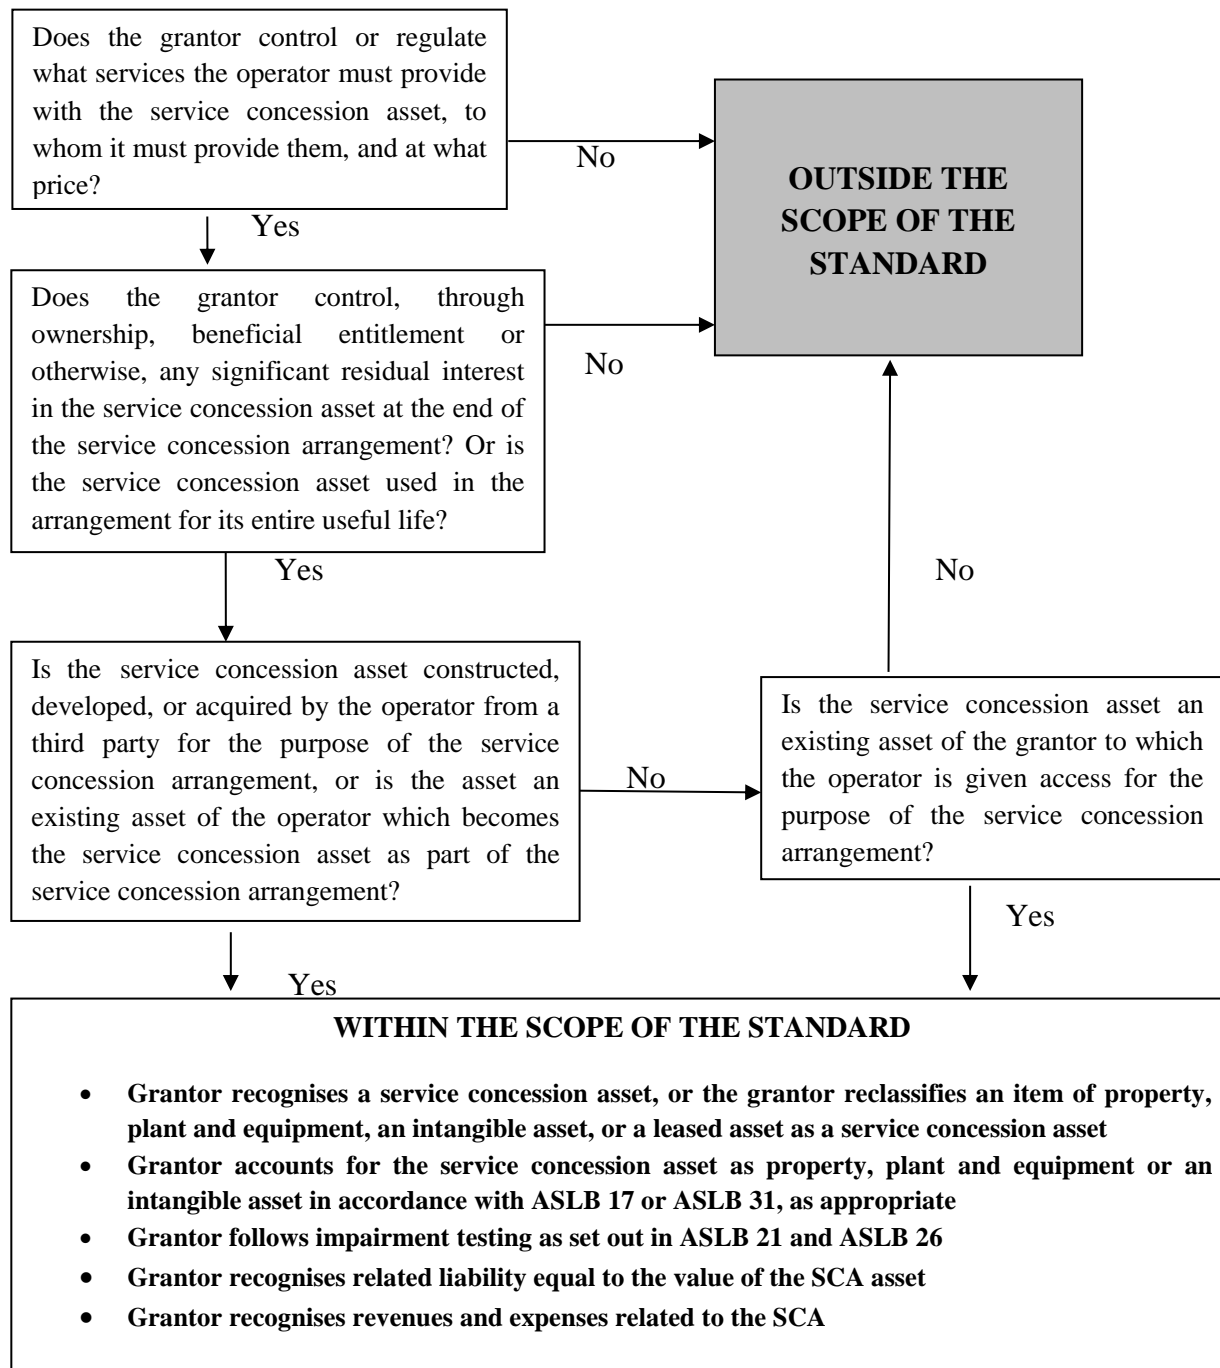 Does the grantor control or regulate
what services the operator must provide
with the service concession asset, to
whom it must provide them, and at what
price?
No
OUTSIDE THE
SCOPE OF THE
STANDARD
Yes
Does the grantor control, through
ownership, beneficial entitlement or
otherwise, any significant residual interest
in the service concession asset at the end of
the service concession arrangement? Or is
the service concession asset used in the
arrangement for its entire useful life?
No
Yes
No
Is the service concession asset constructed,
developed, or acquired by the operator from a
third party for the purpose of the service
concession arrangement, or is the asset an
existing asset of the operator which becomes
the service concession asset as part of the
service concession arrangement?
No
Is the service concession asset an
existing asset of the grantor to which
the operator is given access for the
purpose of the service concession
arrangement?
Yes
Yes
WITHIN THE SCOPE OF THE STANDARD
• Grantor recognises a service concession asset, or the grantor reclassifies an item of property,
plant and equipment, an intangible asset, or a leased asset as a service concession asset
• Grantor accounts for the service concession asset as property, plant and equipment or an
intangible asset in accordance with ASLB 17 or ASLB 31, as appropriate
• Grantor follows impairment testing as set out in ASLB 21 and ASLB 26
• Grantor recognises related liability equal to the value of the SCA asset
• Grantor recognises revenues and expenses related to the SCA